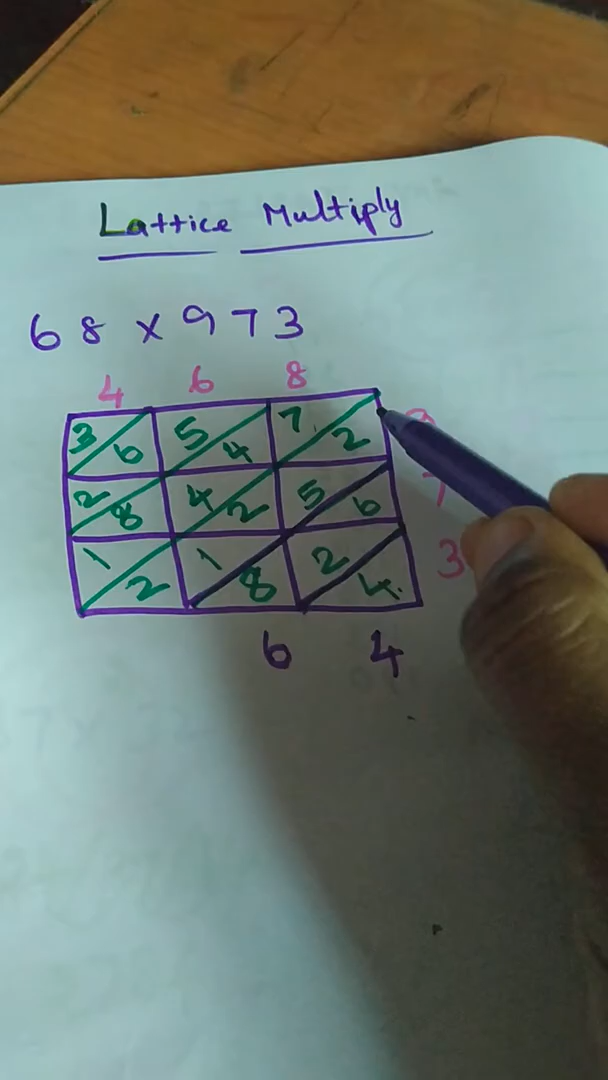 Lattice Multiply
68 x 973
4 6 8
3 6 5 4 7 2
2 8 4 2 5 6 7
1 2 1 8 2 4 3
6 4